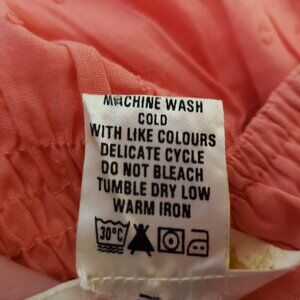 MACHINE WASH
COLD
WITH LIKE COLOURS
DELICATE CYCLE
DO NOT BLEACH
TUMBLE DRY LOW
WARM IRON
30°C